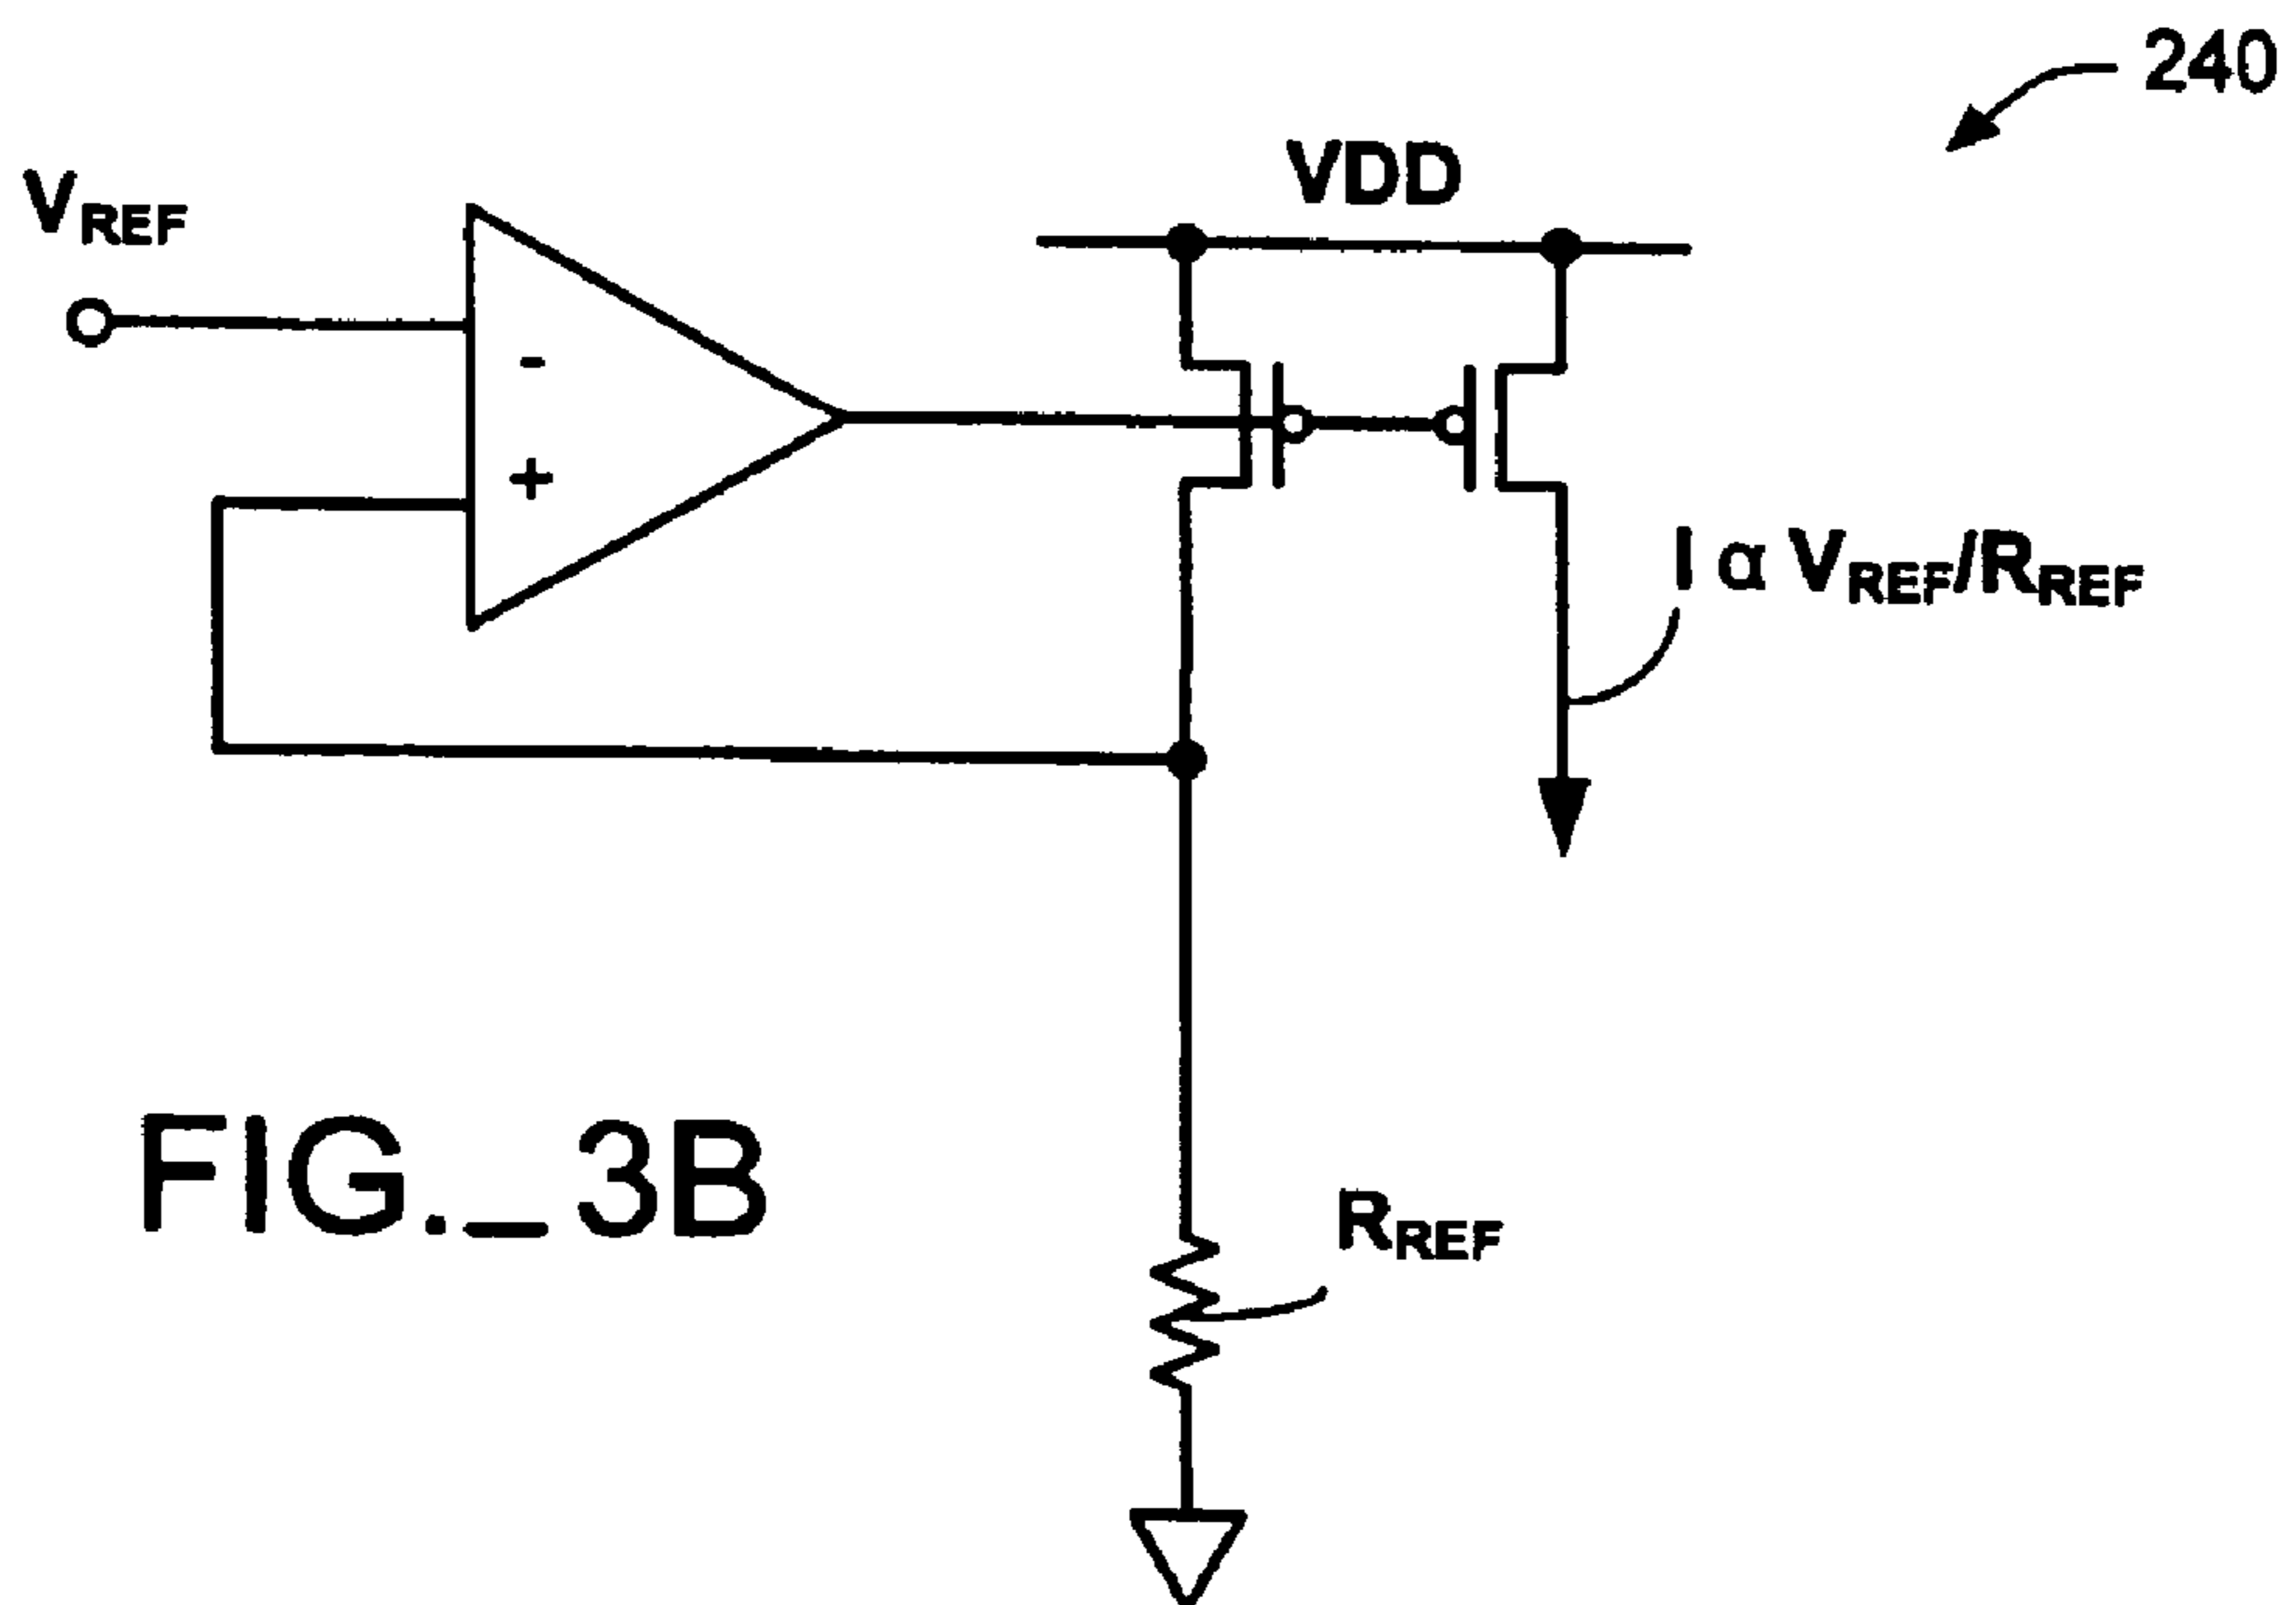 240
VDD
VREF
-
+
I α VREF/RREF
FIG._3B
RREF